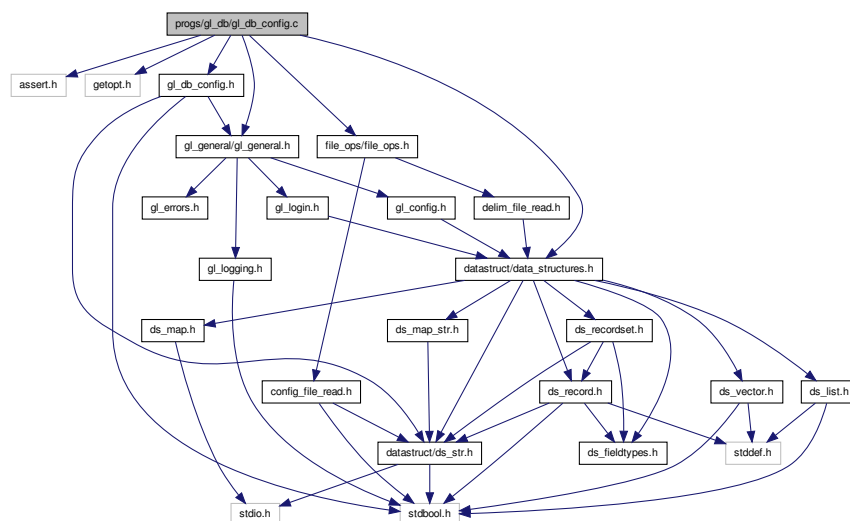 progs/gl_db/gl_db_config.c
assert.h
getopt.h
gl_db_config.h
gl_general/gl_general.h
file_ops/file_ops.h
gl_errors.h
gl_login.h
gl_config.h
delim_file_read.h
gl_logging.h
datastruct/data_structures.h
ds_map.h
ds_map_str.h
ds_recordset.h
config_file_read.h
ds_record.h
ds_vector.h
ds_list.h
datastruct/ds_str.h
ds_fieldtypes.h
stddef.h
stdio.h
stdbool.h